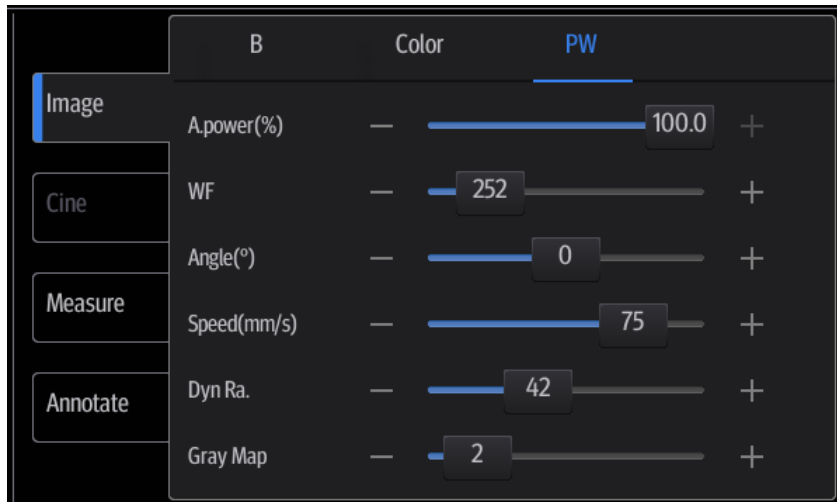 B Color PW
Image
A.power(%) — 100.0 +
WF — 252 +
Cine
Angle(°) — 0 +
Measure
Speed(mm/s) — 75 +
Dyn Ra. — 42 +
Annotate
Gray Map — 2 +